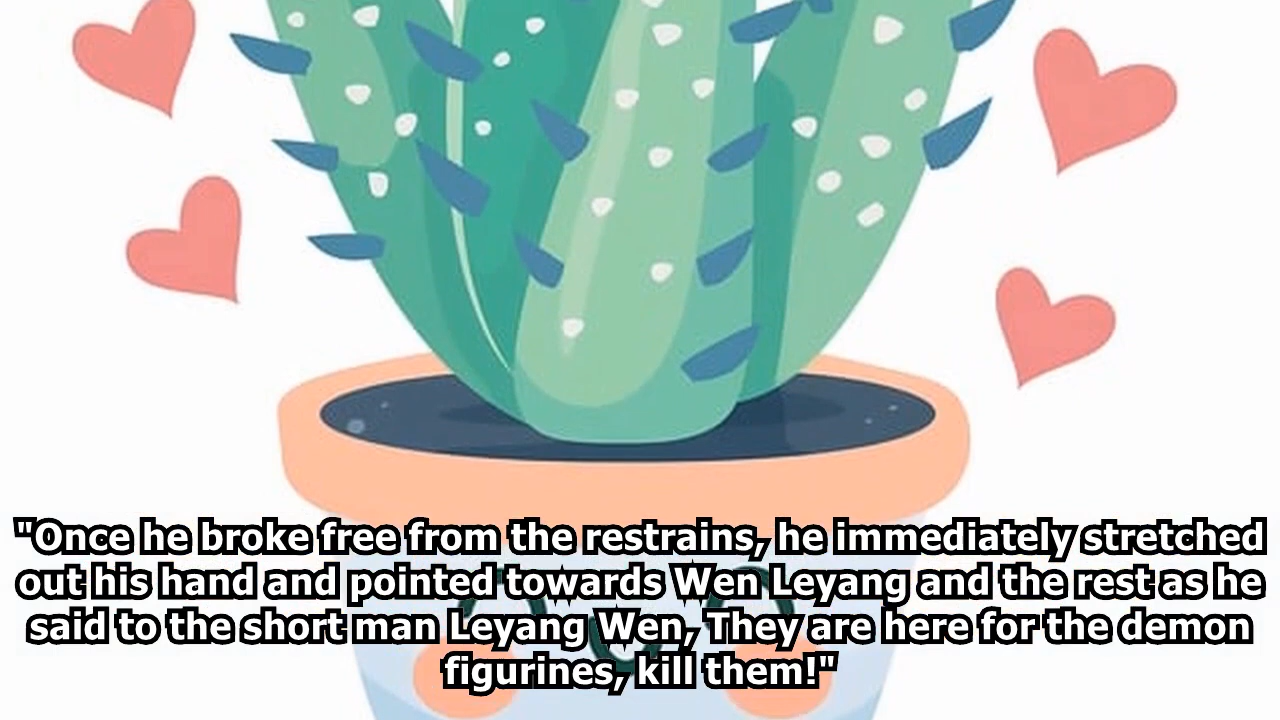 "Once he broke free from the restrains, he immediately stretched
out his hand and pointed towards Wen Leyang and the rest as he
said to the short man Leyang Wen, They are here for the demon
figurines, kill them!"